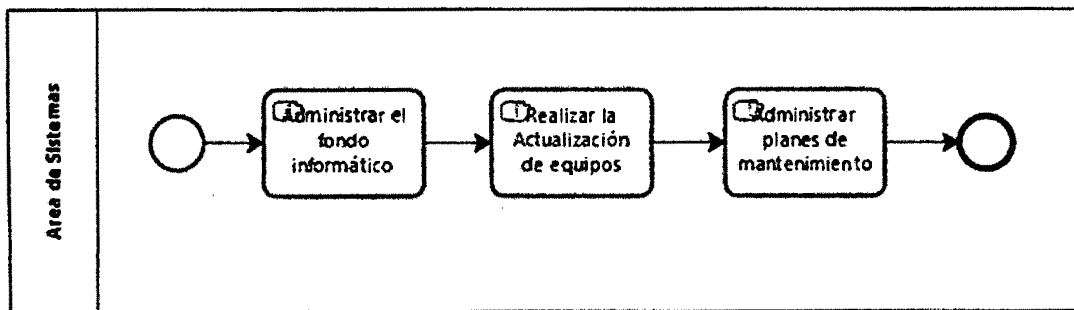 Area de Sistemas
Administrar el
fondo
informático
Realizar la
Actualización
de equipos
Administrar
planes de
mantenimiento